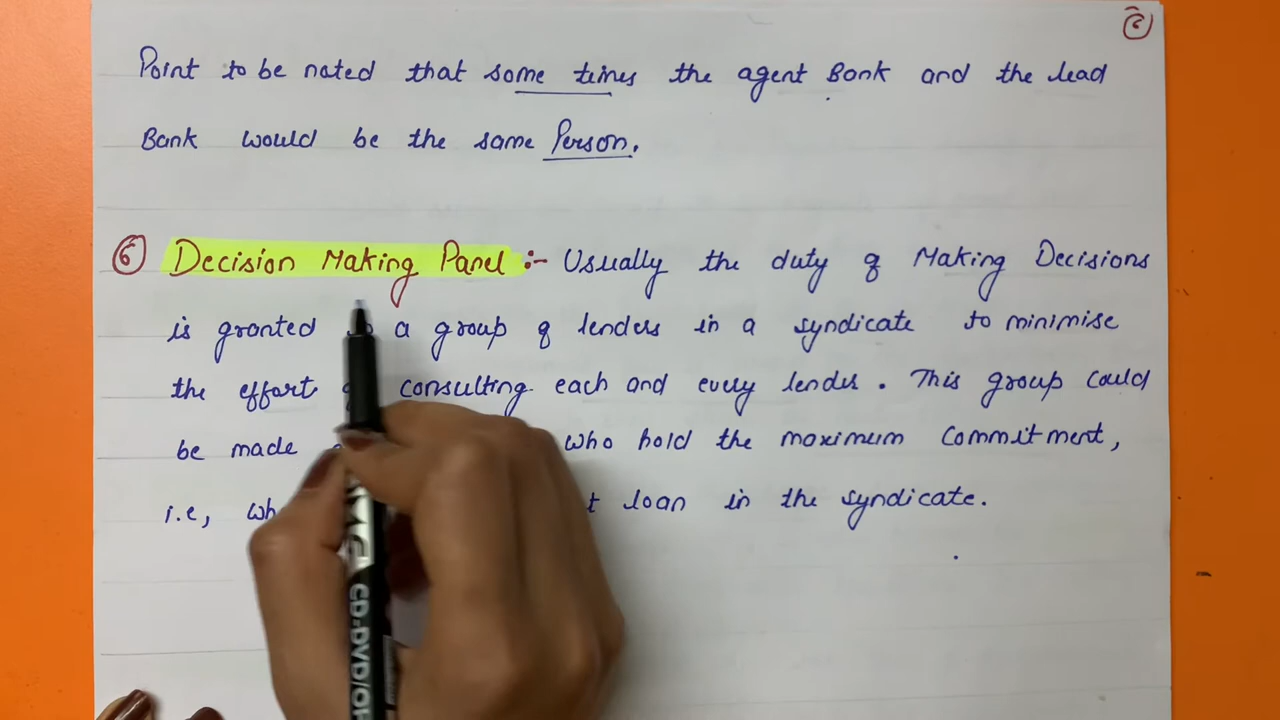 6
Point to be noted that some times the agent Bank and the lead
Bank would be the same Person.
6 Decision Making Panel :- Usually the duty of Making Decisions
is granted a group of lenders in a syndicate to minimise
the effort consulting each and every lender. This group could
be made who hold the maximum commitment,
i.e, loan in the syndicate.
CD-DVD/